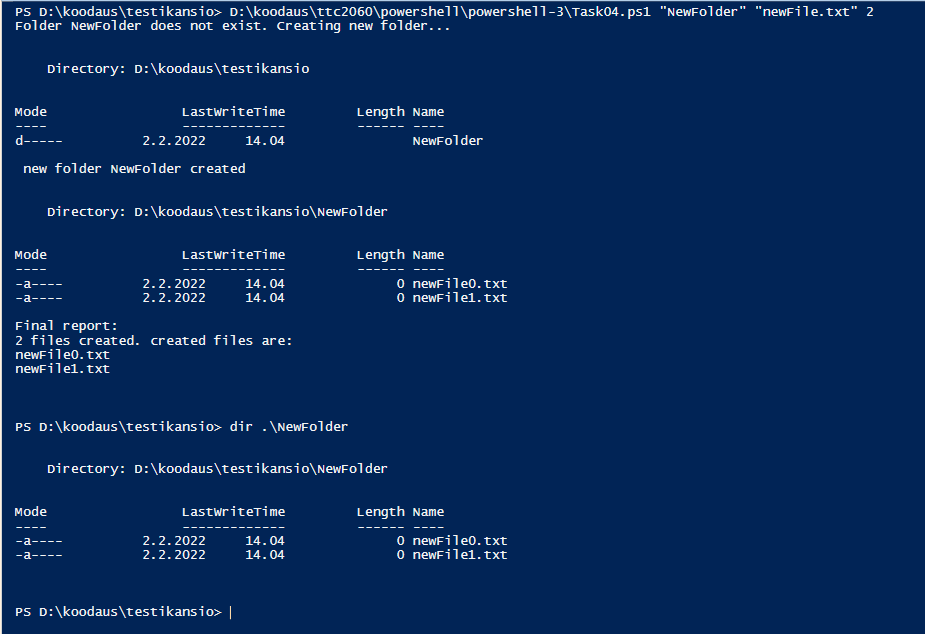 PS D:\koodaus\testikansio> D:\koodaus\ttc2060\powershell\powershell-3\Task04.ps1 "NewFolder" "newFile.txt" 2
Folder NewFolder does not exist. Creating new folder...
    Directory: D:\koodaus\testikansio
Mode                 LastWriteTime         Length Name
----                 -------------         ------ ----
d-----          2.2.2022     14.04                NewFolder
 new folder NewFolder created
    Directory: D:\koodaus\testikansio\NewFolder
Mode                 LastWriteTime         Length Name
----                 -------------         ------ ----
-a----          2.2.2022     14.04              0 newFile0.txt
-a----          2.2.2022     14.04              0 newFile1.txt
Final report:
2 files created. created files are:
newFile0.txt
newFile1.txt
PS D:\koodaus\testikansio> dir .\NewFolder
    Directory: D:\koodaus\testikansio\NewFolder
Mode                 LastWriteTime         Length Name
----                 -------------         ------ ----
-a----          2.2.2022     14.04              0 newFile0.txt
-a----          2.2.2022     14.04              0 newFile1.txt
PS D:\koodaus\testikansio>